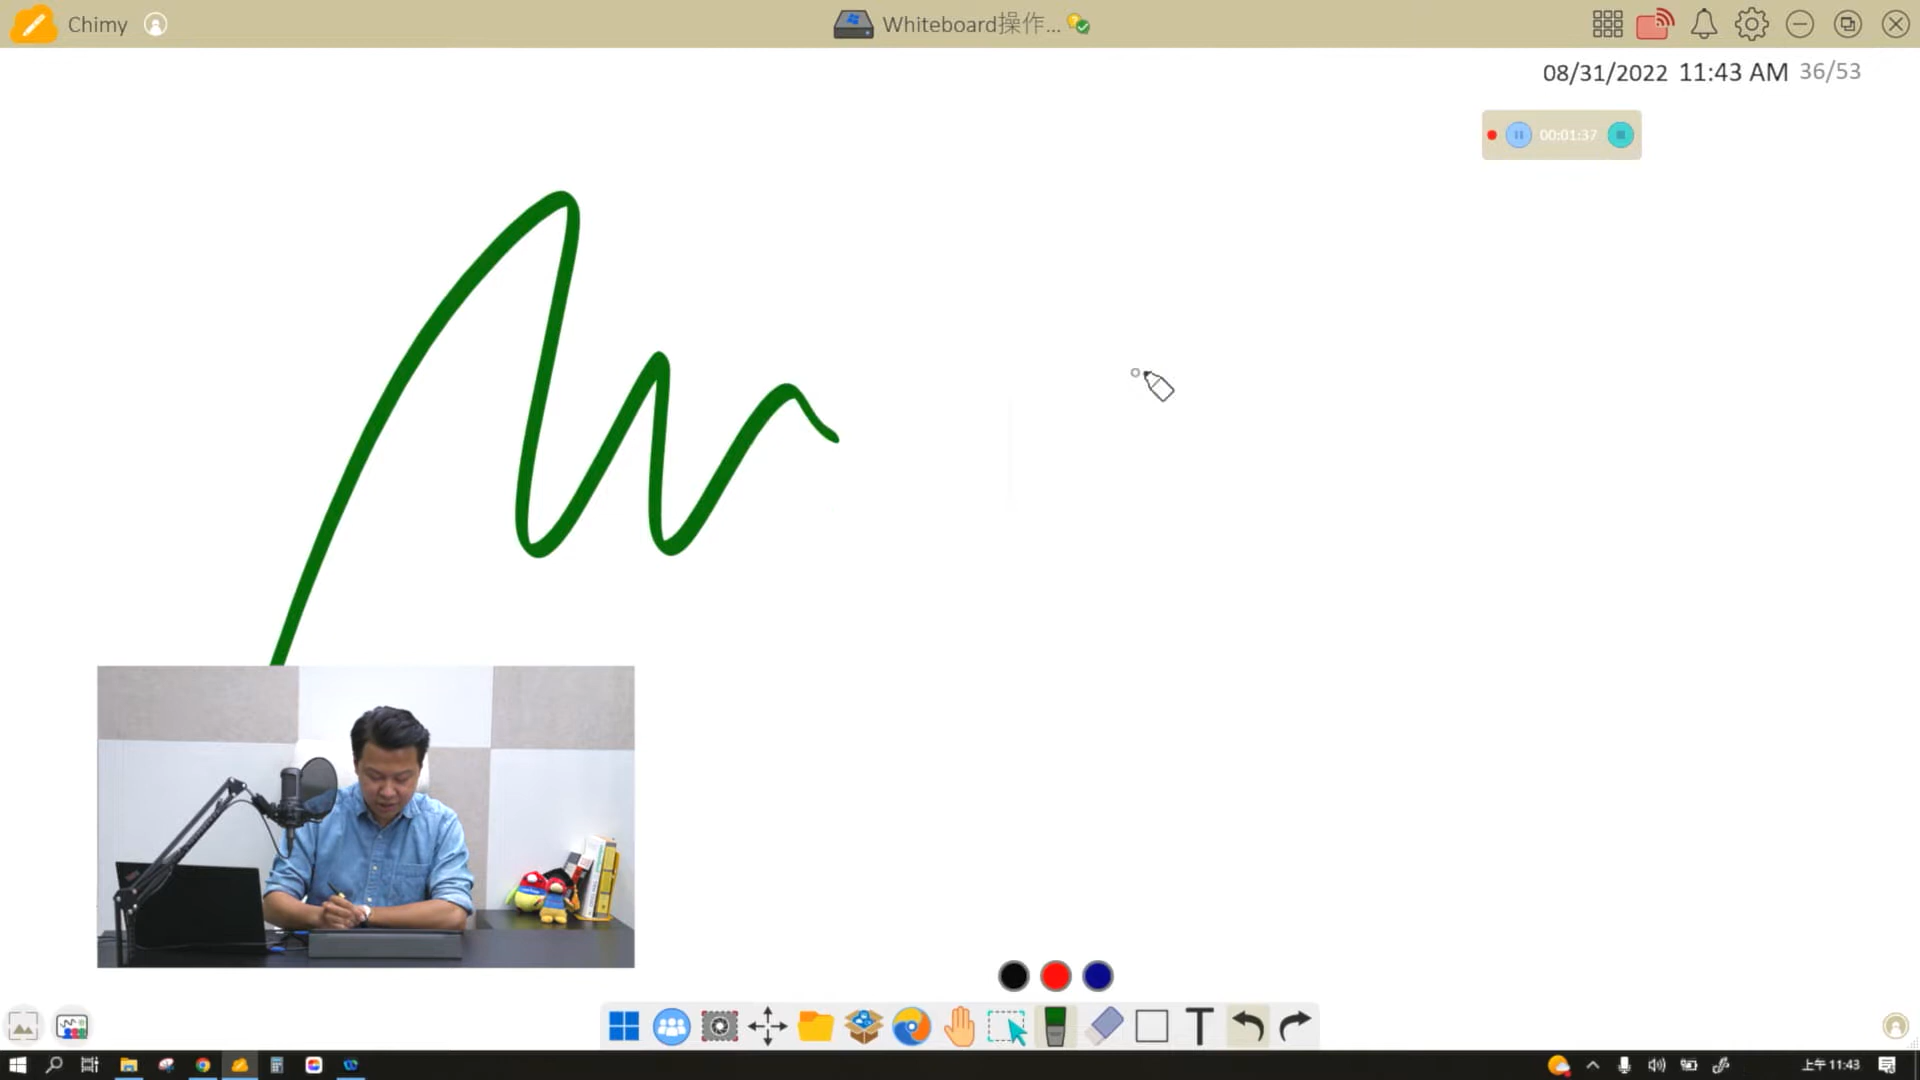 Chimy
Whiteboard操作...
08/31/2022 11:43 AM 36/53
00:01:37
T
上午 11:43